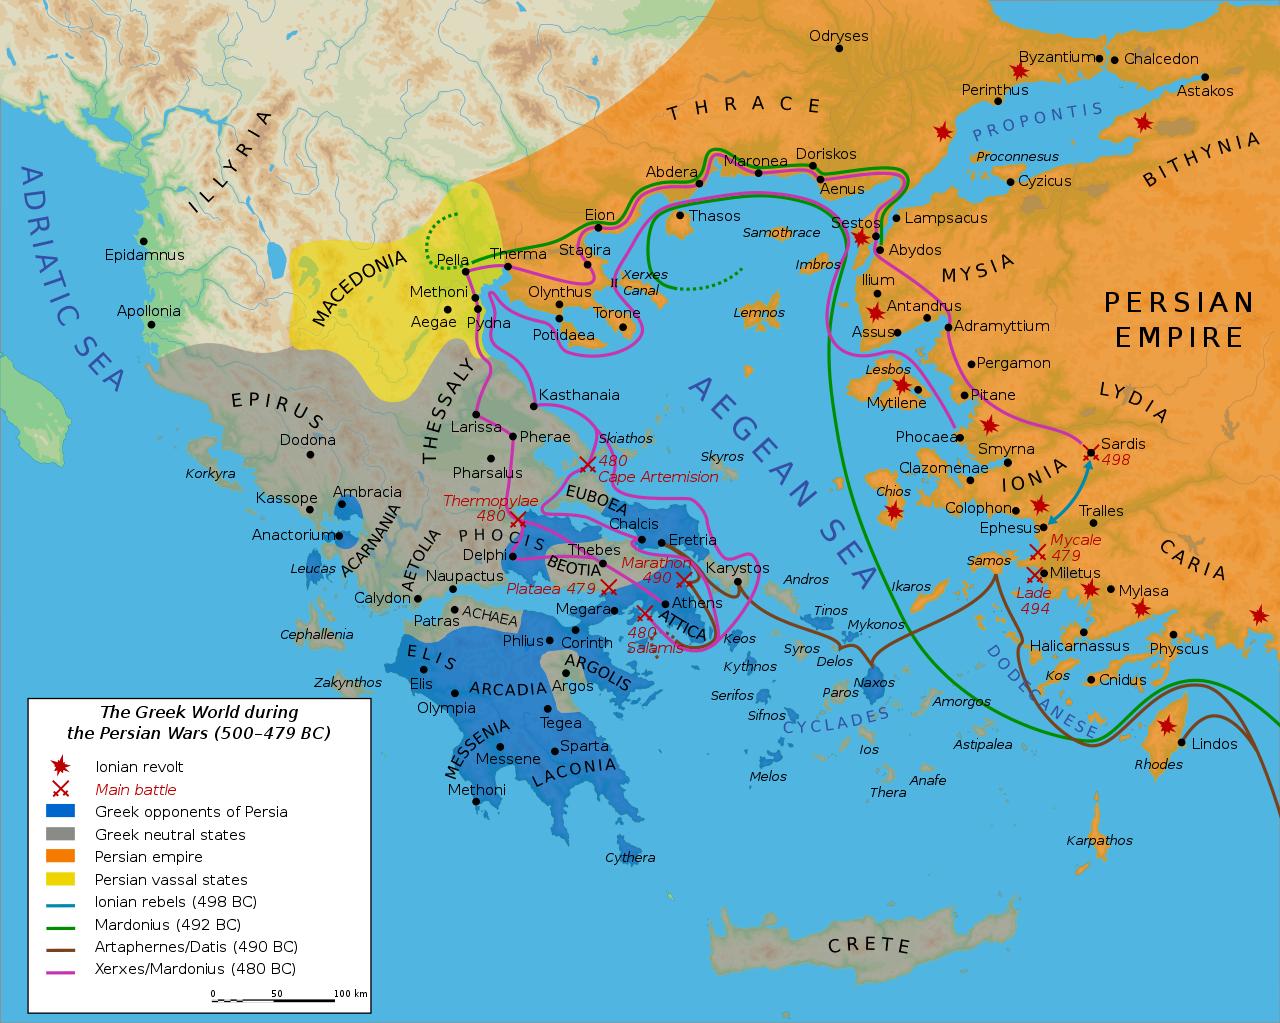 Odryses
Byzantium
Chalcedon
Perinthus
Astakos
THRACE
PROPONTIS
BITHYNIA
ILLYRIA
ADRIATIC SEA
Abdera
Maronea
Doriskos
Aenus
Proconnesus
Cyzicus
Eion
Thasos
Samothrace
Sestos
Lampsacus
Epidamnus
MACEDONIA
Pella
Therma
Stagira
Imbros
Abydos
MYSIA
Xerxes
Canal
Ilium
Methoni
Olynthus
Torone
Lemnos
Antandrus
PERSIAN
EMPIRE
Apollonia
Aegae
Pydna
Potidaea
Assus
Adramyttium
Pergamon
EPIRUS
THESSALY
Kasthanaia
AEGEAN SEA
Lesbos
Mytilene
Pitane
LYDIA
Dodona
Larissa
Pherae
Skiathos
Phocaea
Smyrna
Sardis
498
Korkyra
Pharsalus
480
Cape Artemision
Skyros
Clazomenae
IONIA
Kassope
Ambracia
Thermopylae
480
EUBOEA
Chios
Colophon
Tralles
Anactorium
ACARNANIA
AETOLIA
PHOCIS
Chalcis
Eretria
Ephesus
Mycale
479
CARIA
Leucas
Delphi
Thebes
BEOTIA
Marathon
490
Karystos
Samos
Miletus
Naupactus
Plataea 479
Andros
Ikaros
Lade
494
Mylasa
Calydon
Patras
ACHAEA
Megara
Athens
ATTICA
Tinos
Mykonos
Cephallenia
Phlius
Corinth
480
Salamis
Keos
Syros
Delos
Halicarnassus
Physcus
ELIS
Elis
ARGOLIS
Argos
Kythnos
DODECANESE
Kos
Cnidus
Zakynthos
ARCADIA
Olympia
Serifos
Paros
Naxos
Amorgos
Tegea
Sifnos
CYCLADES
MESSENIA
Messene
Sparta
LACONIA
Ios
Astipalea
Lindos
Rhodes
Methoni
Melos
Thera
Anafe
Cythera
Karpathos
CRETE
The Greek World during
the Persian Wars (500–479 BC)
Ionian revolt
Main battle
Greek opponents of Persia
Greek neutral states
Persian empire
Persian vassal states
Ionian rebels (498 BC)
Mardonius (492 BC)
Artaphernes/Datis (490 BC)
Xerxes/Mardonius (480 BC)
0 50 100 km